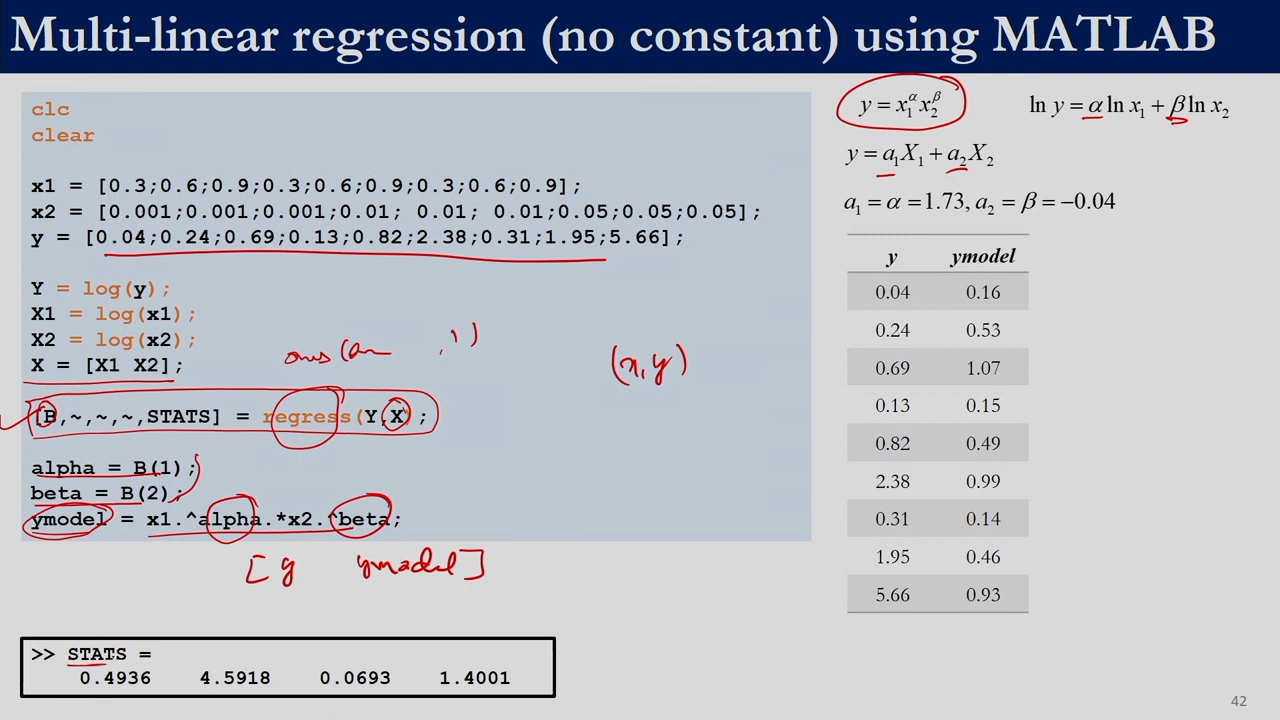 Multi-linear regression (no constant) using MATLAB
clc
clear
x1 = [0.3;0.6;0.9;0.3;0.6;0.9;0.3;0.6;0.9];
x2 = [0.001;0.001;0.001;0.01; 0.01; 0.01;0.05;0.05;0.05];
y = [0.04;0.24;0.69;0.13;0.82;2.38;0.31;1.95;5.66];
Y = log(y);
X1 = log(x1);
X2 = log(x2);
X = [X1 X2];
[B,~,~,~,STATS] = regress(Y,X);
alpha = B(1);
beta = B(2);
ymodel = x1.^alpha.*x2.^beta;
[y ymodel]
>> STATS =
0.4936 4.5918 0.0693 1.4001
y = x₁^α x₂^β
ln y = α ln x₁ + β ln x₂
y = a₁X₁ + a₂X₂
a₁ = α = 1.73, a₂ = β = −0.04
(x,y)
y ymodel
0.04 0.16
0.24 0.53
0.69 1.07
0.13 0.15
0.82 0.49
2.38 0.99
0.31 0.14
1.95 0.46
5.66 0.93
42